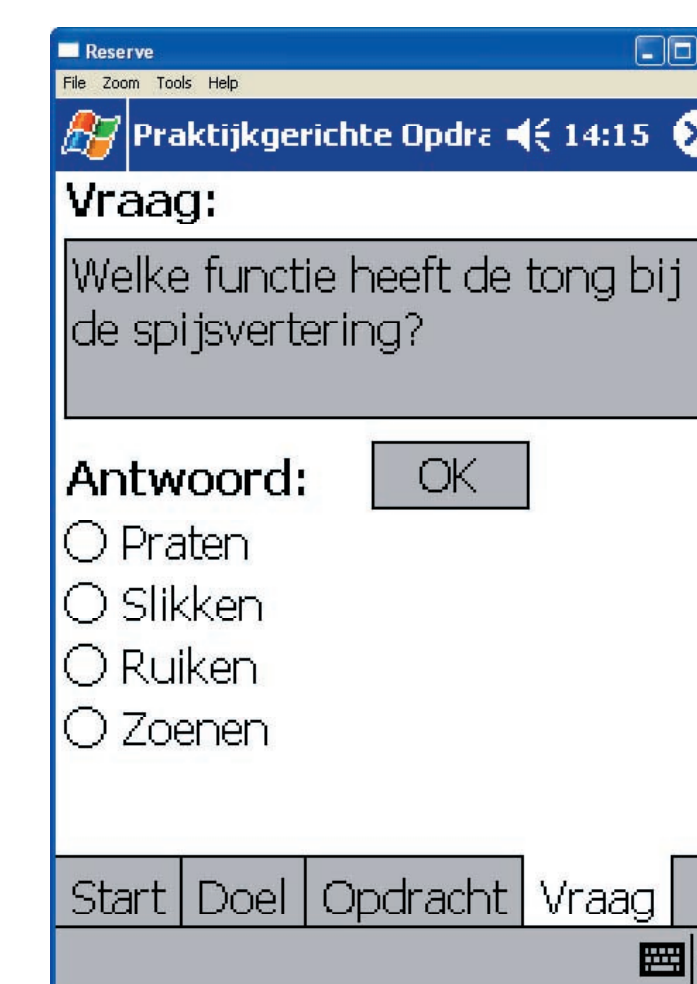 Reserve
File Zoom Tools Help
Praktijkgerichte Opdra 14:15
Vraag:
Welke functie heeft de tong bij
de spijsvertering?
Antwoord: OK
Praten
Slikken
Ruiken
Zoenen
Start Doel Opdracht Vraag